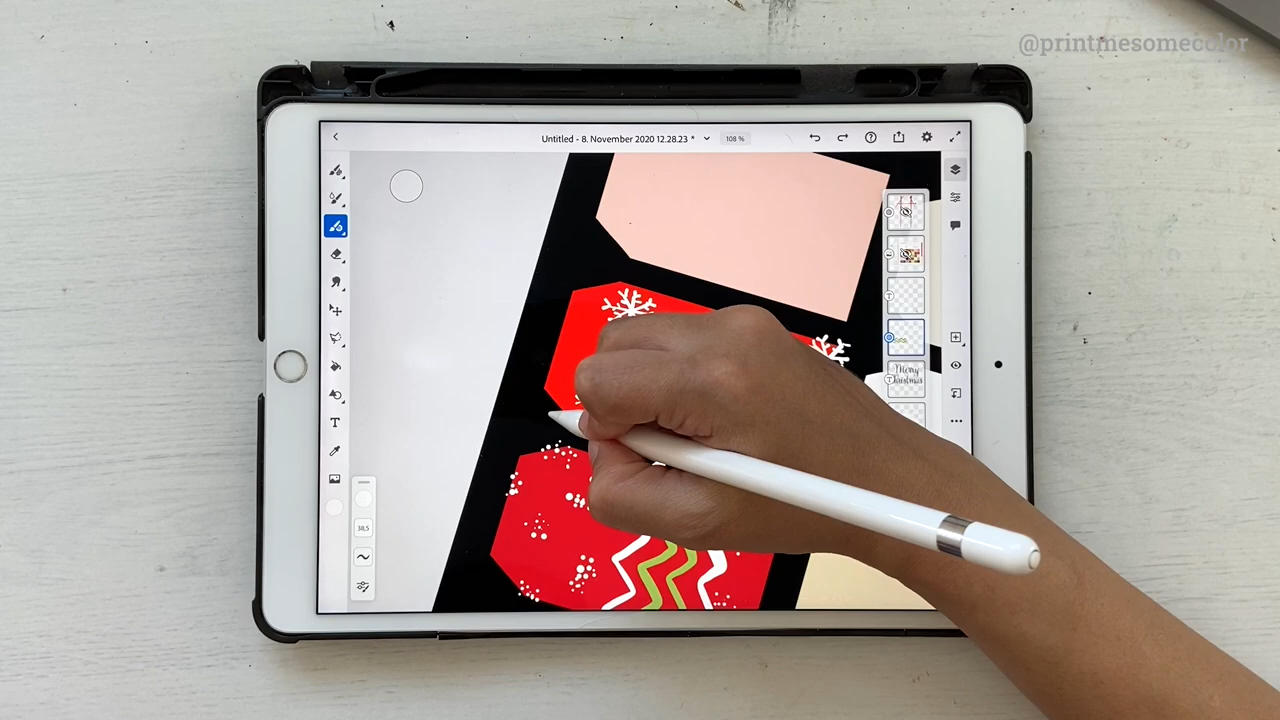 @printmesomecolor
Untitled - 8. November 2020 12.28.23 *
108 %
T
T
Merry
Christmas
T
T
38,5